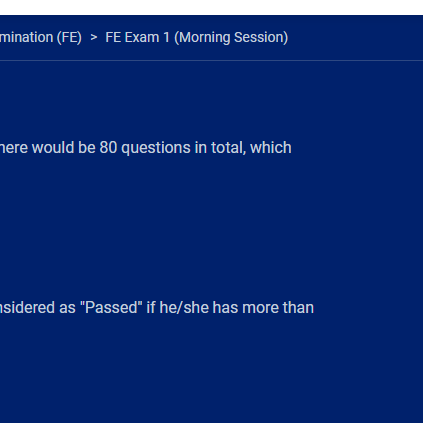 mination (FE) > FE Exam 1 (Morning Session)
here would be 80 questions in total, which
nsidered as "Passed" if he/she has more than